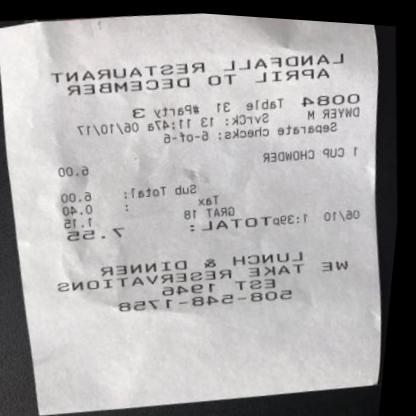 LANDFALL RESTAURANT
APRIL TO DECEMBER
0084 Table 31 #Party 3
DWYER M SvrCk: 13 11:47a 06/10/17
Separate checks: 6-of-6
1 CUP CHOWDER 6.00
Sub Total: 6.00
Tax : 0.40
GRAT 18 1.15
06/10 1:39pTOTAL: 7.55
LUNCH & DINNER
WE TAKE RESERVATIONS
EST 1946
508-548-1758